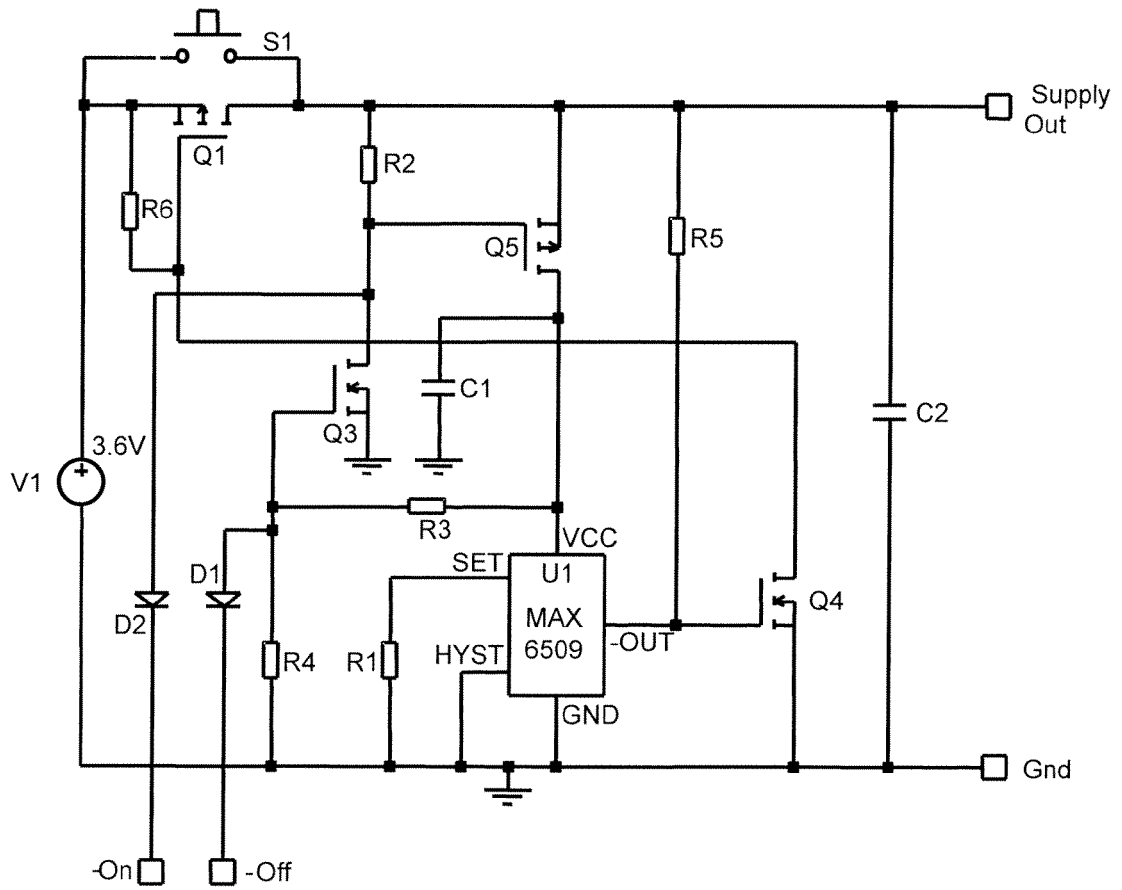 S1
Supply
Out
Q1
R2
R6
Q5
R5
C1
C2
Q3
3.6V
+
V1
R3
VCC
SET
U1
D1
Q4
D2
MAX
6509
-OUT
HYST
R4
R1
GND
Gnd
-On
-Off